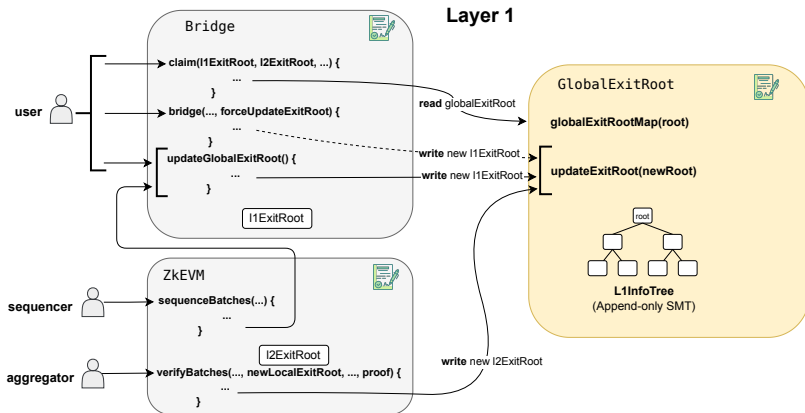 Layer 1
Bridge
claim(l1ExitRoot, l2ExitRoot, ...) {
...
}
bridge(..., forceUpdateExitRoot) {
...
}
updateGlobalExitRoot() {
...
}
l1ExitRoot
user
read globalExitRoot
write new l1ExitRoot
write new l1ExitRoot
GlobalExitRoot
globalExitRootMap(root)
updateExitRoot(newRoot)
root
L1InfoTree
(Append-only SMT)
ZkEVM
sequencer
sequenceBatches(...) {
...
}
l2ExitRoot
aggregator
verifyBatches(..., newLocalExitRoot, ..., proof) {
...
}
write new l2ExitRoot